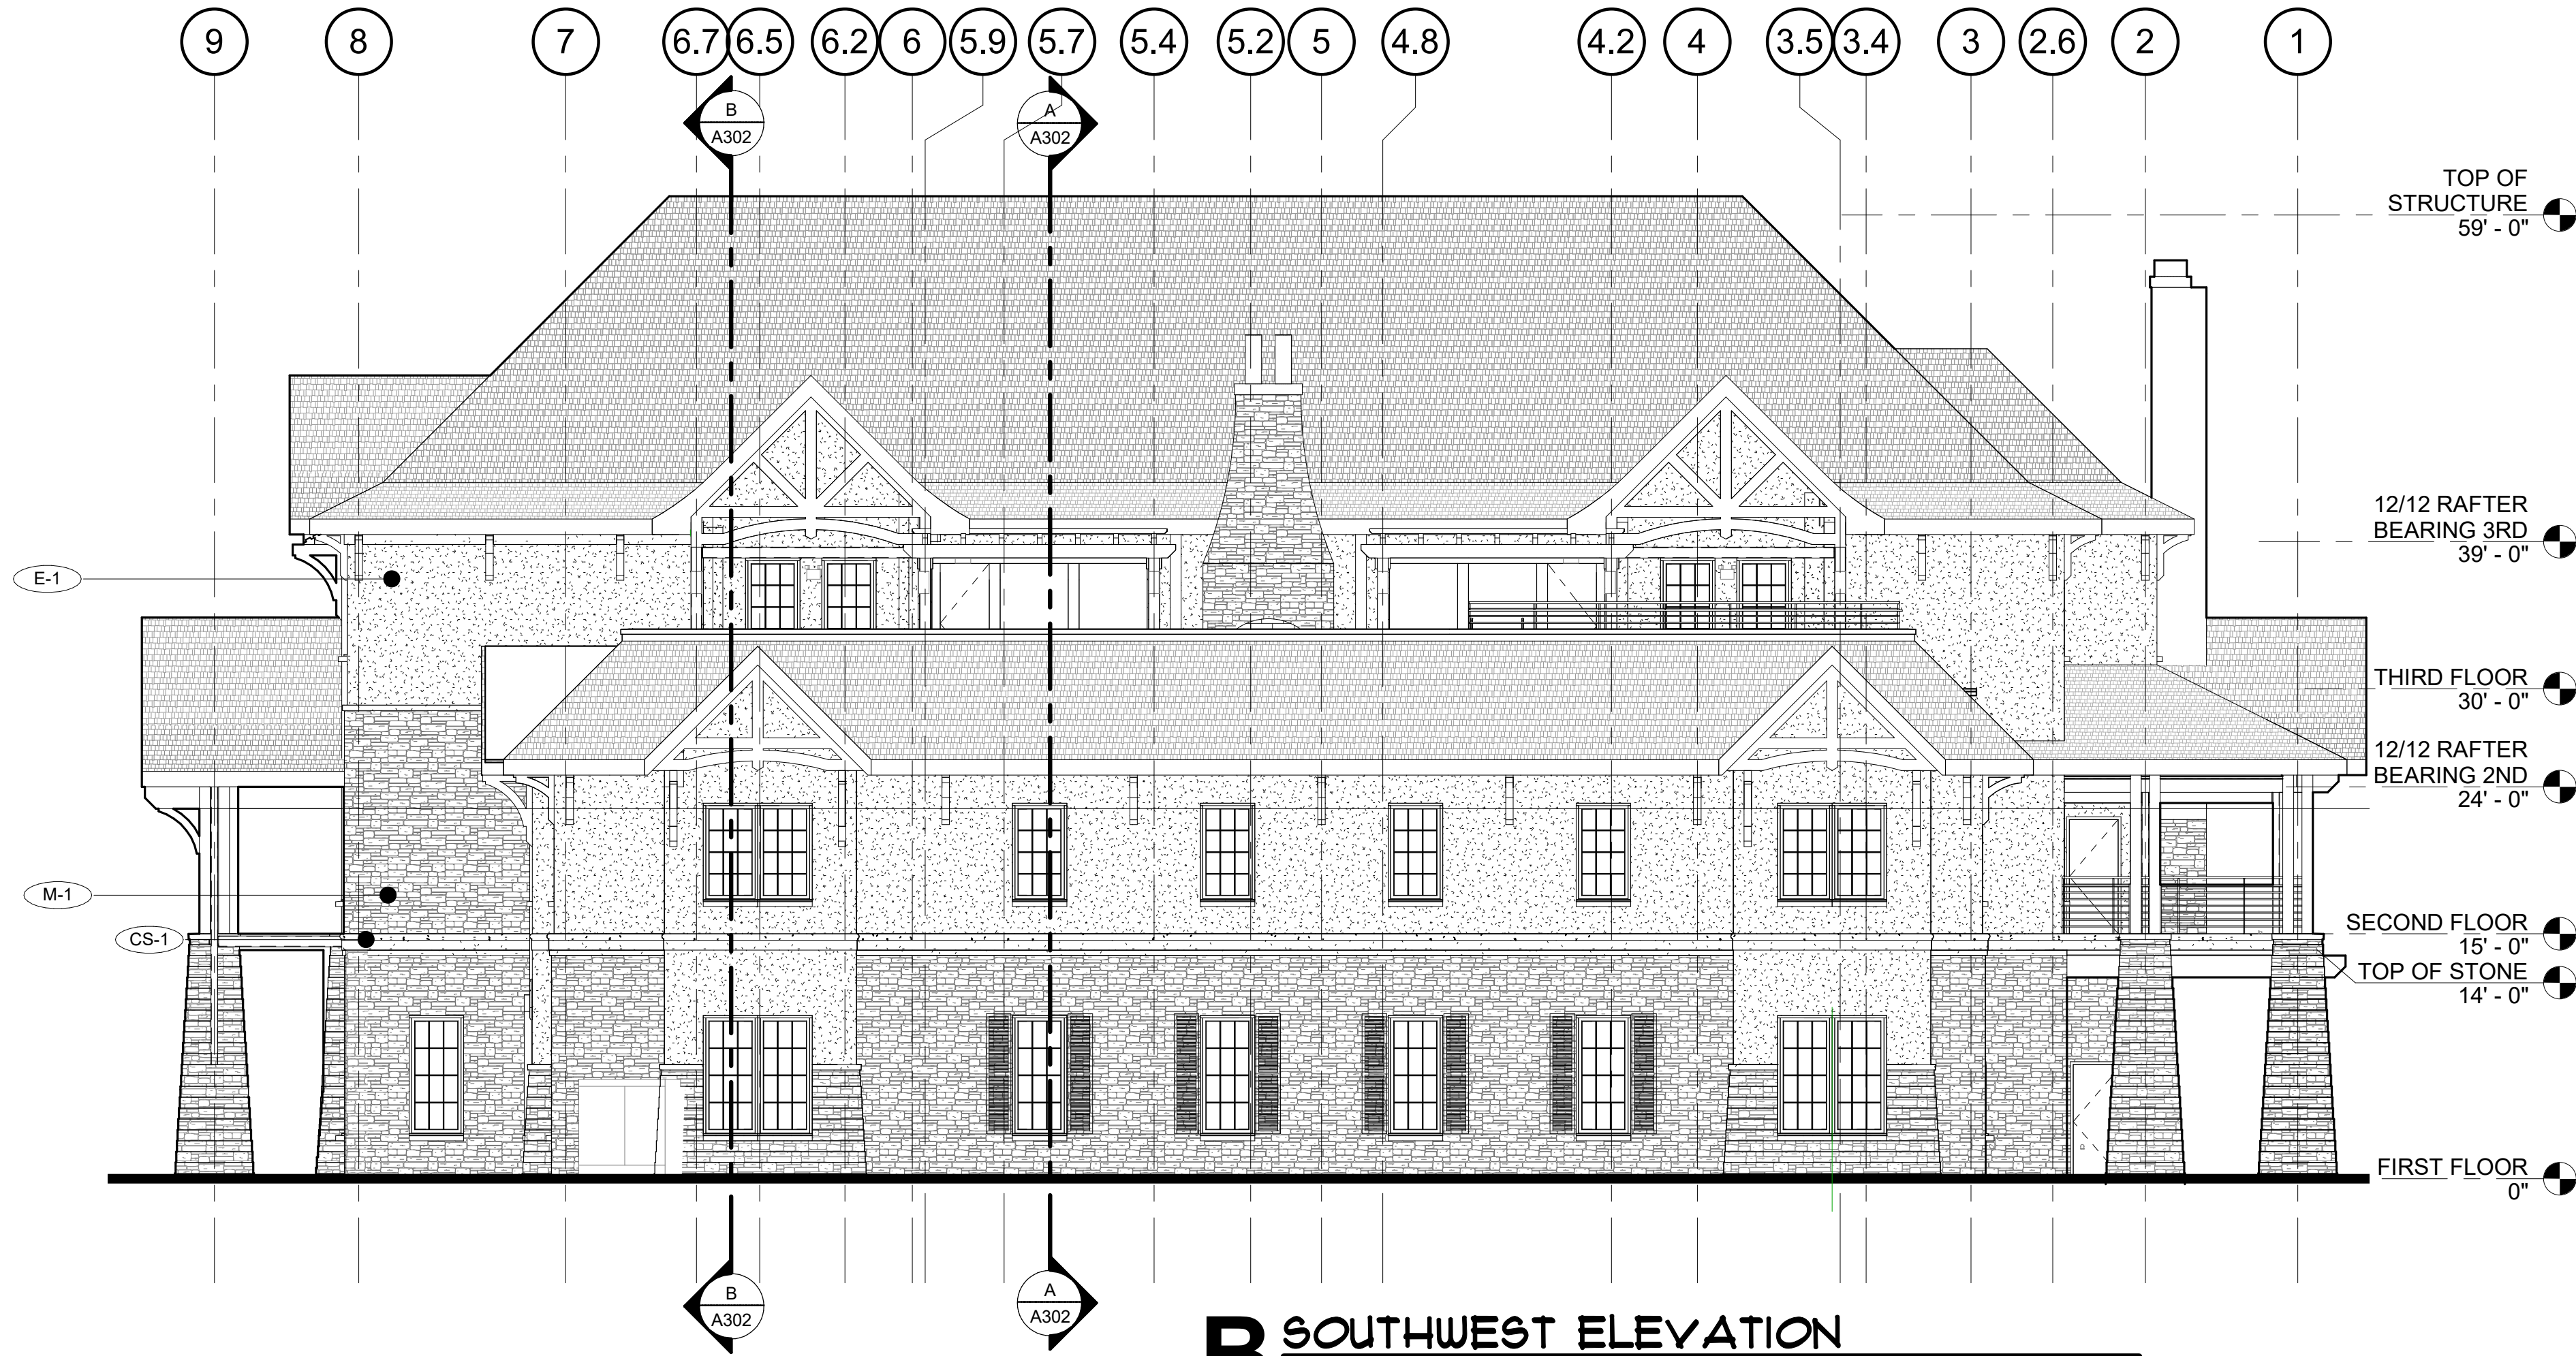 9 8 7 6.7 6.5 6.2 6 5.9 5.7 5.4 5.2 5 4.8 4.2 4 3.5 3.4 3 2.6 2 1
B
A302
A
A302
TOP OF
STRUCTURE
59' - 0"
12/12 RAFTER
BEARING 3RD
39' - 0"
E-1
THIRD FLOOR
30' - 0"
12/12 RAFTER
BEARING 2ND
24' - 0"
M-1
CS-1
SECOND FLOOR
15' - 0"
TOP OF STONE
14' - 0"
FIRST FLOOR
0"
B
A302
A
A302
B SOUTHWEST ELEVATION